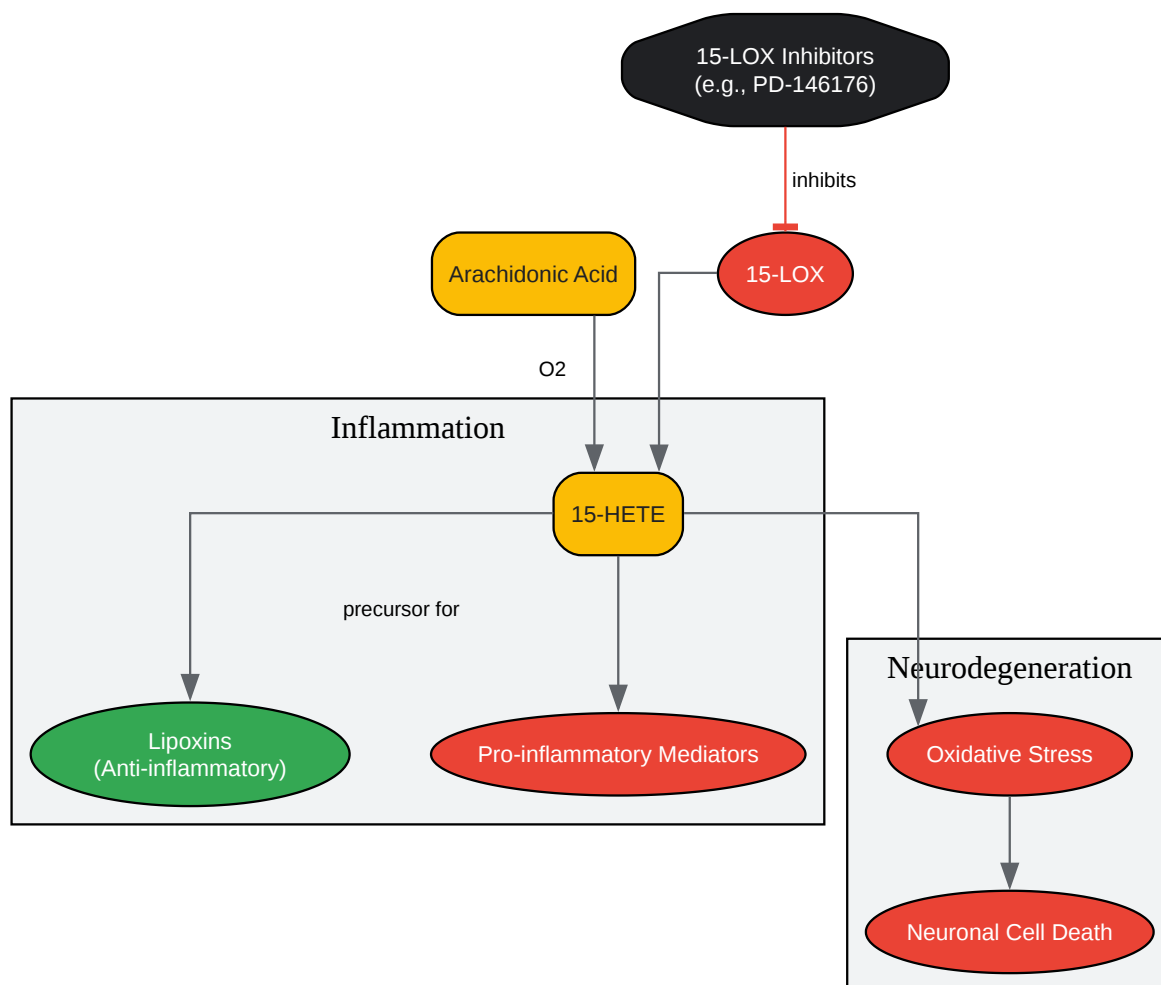 15-LOX Inhibitors
(e.g., PD-146176)
inhibits
Arachidonic Acid
15-LOX
O2
Inflammation
15-HETE
precursor for
Neurodegeneration
Lipoxins
(Anti-inflammatory)
Pro-inflammatory Mediators
Oxidative Stress
Neuronal Cell Death